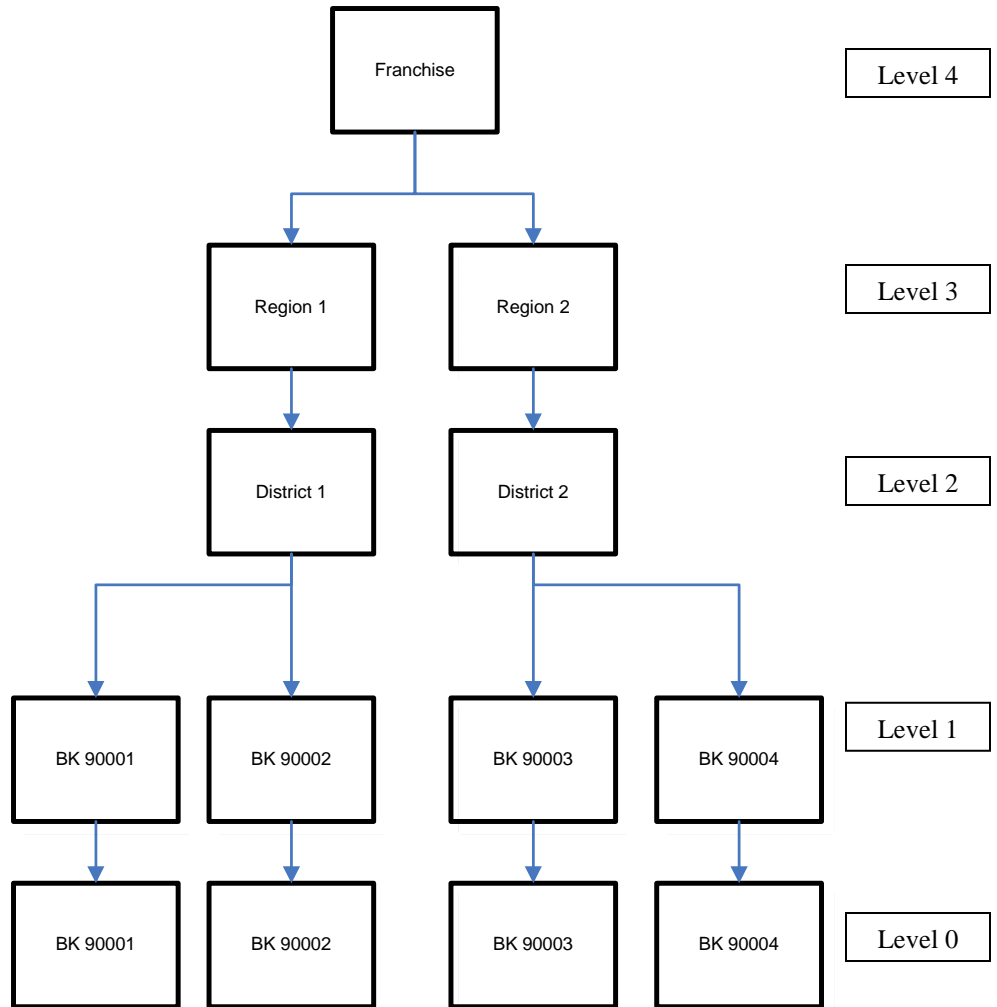 Franchise
Level 4
Region 1
Region 2
Level 3
District 1
District 2
Level 2
BK 90001
BK 90002
BK 90003
BK 90004
Level 1
BK 90001
BK 90002
BK 90003
BK 90004
Level 0